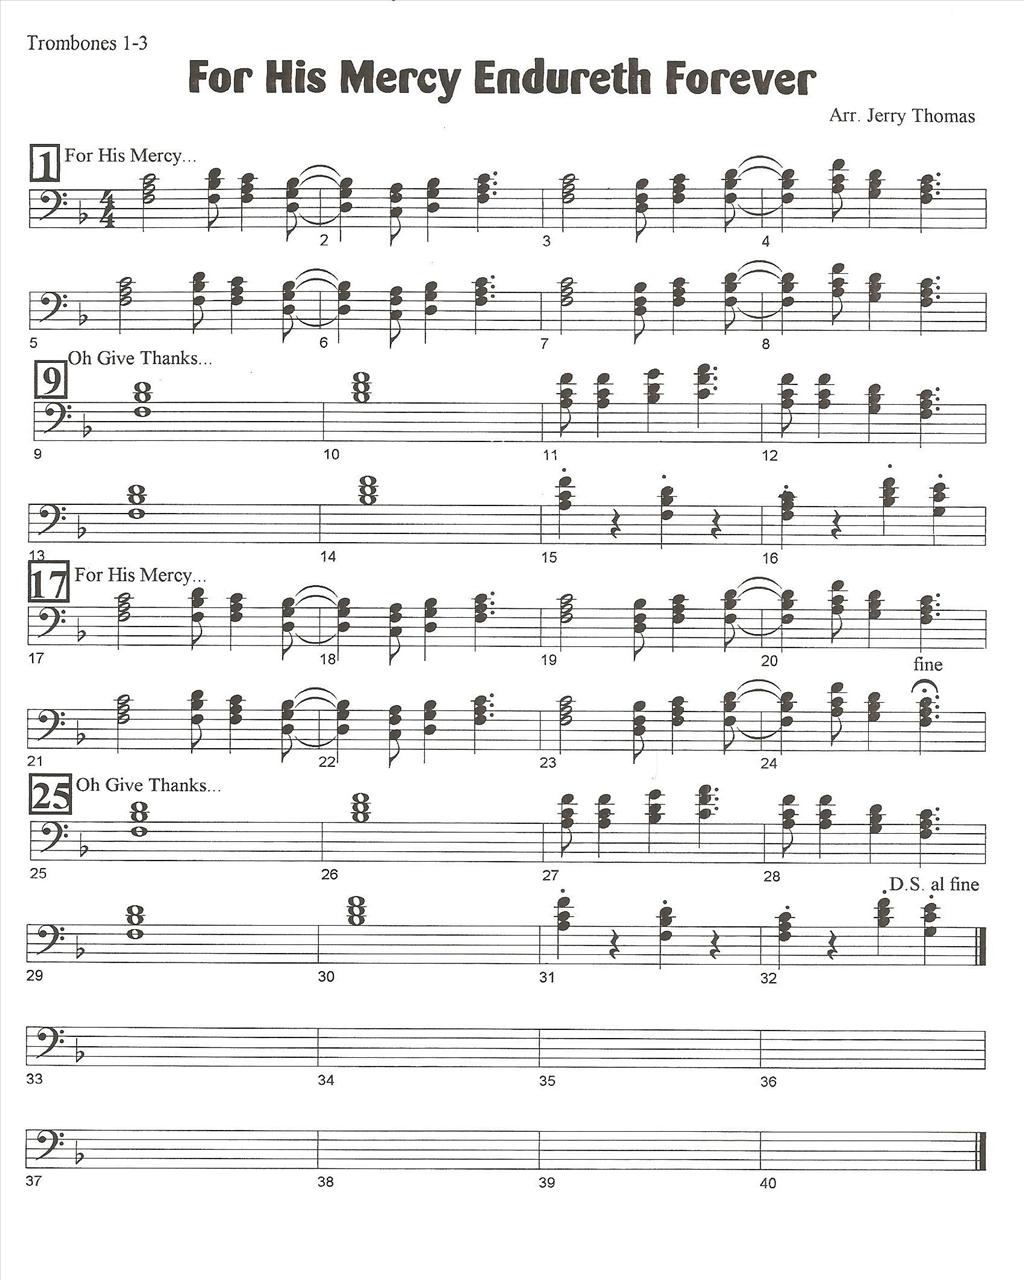 Trombones 1-3
For His Mercy Endureth Forever
Arr. Jerry Thomas
1 For His Mercy...
4
4
2 3 4
5 6 7 8
9 Oh Give Thanks...
9 10 11 12
13 14 15 16
17 For His Mercy...
17 18 19 20
fine
21 22 23 24
25 Oh Give Thanks...
25 26 27 28
D.S. al fine
29 30 31 32
33 34 35 36
37 38 39 40